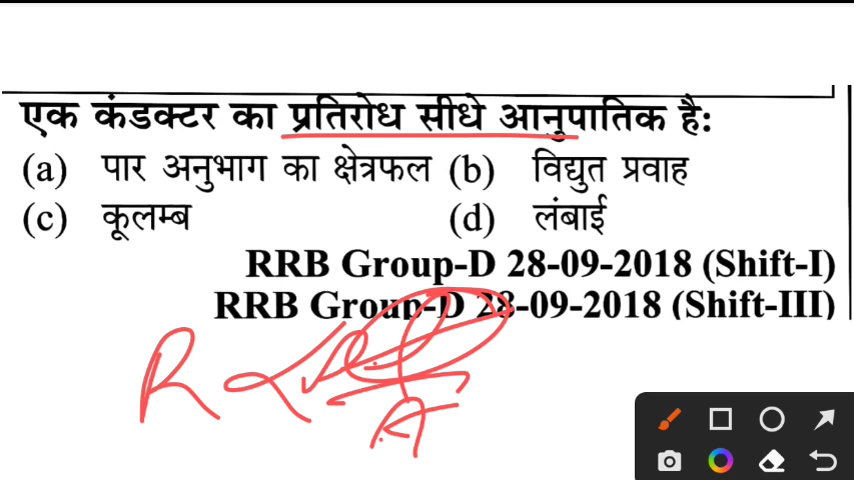 एक कंडक्टर का प्रतिरोध सीधे आनुपातिक है:
(a) पार अनुभाग का क्षेत्रफल (b) विद्युत प्रवाह
(c) कूलम्ब (d) लंबाई
RRB Group-D 28-09-2018 (Shift-I)
RRB Group-D 28-09-2018 (Shift-III)
R ∝
A